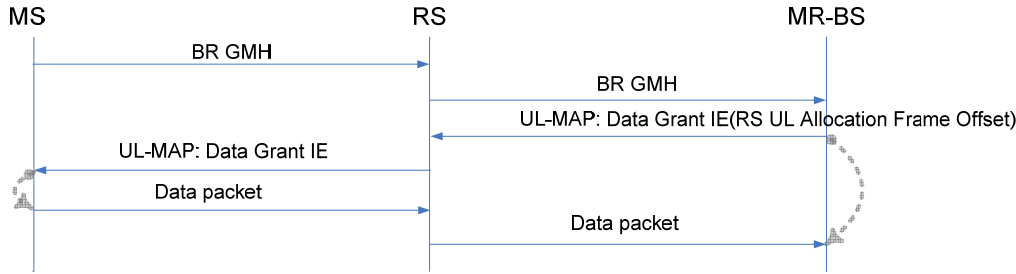 MS
RS
MR-BS
BR GMH
BR GMH
UL-MAP: Data Grant IE(RS UL Allocation Frame Offset)
UL-MAP: Data Grant IE
Data packet
Data packet